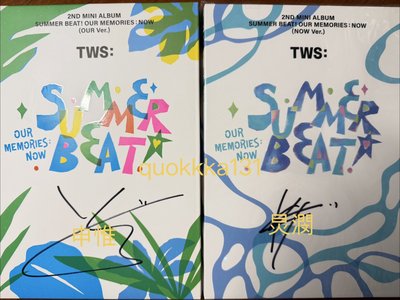 2ND MINI ALBUM
SUMMER BEAT! OUR MEMORIES : NOW
(OUR Ver.)
TWS:
SUMMER
OUR
MEMORIES:
NOW
BEAT!
申惟
2ND MINI ALBUM
SUMMER BEAT! OUR MEMORIES : NOW
(NOW Ver.)
TWS:
SUMMER
OUR
MEMORIES:
NOW
BEAT!
灵潤
quokkka131